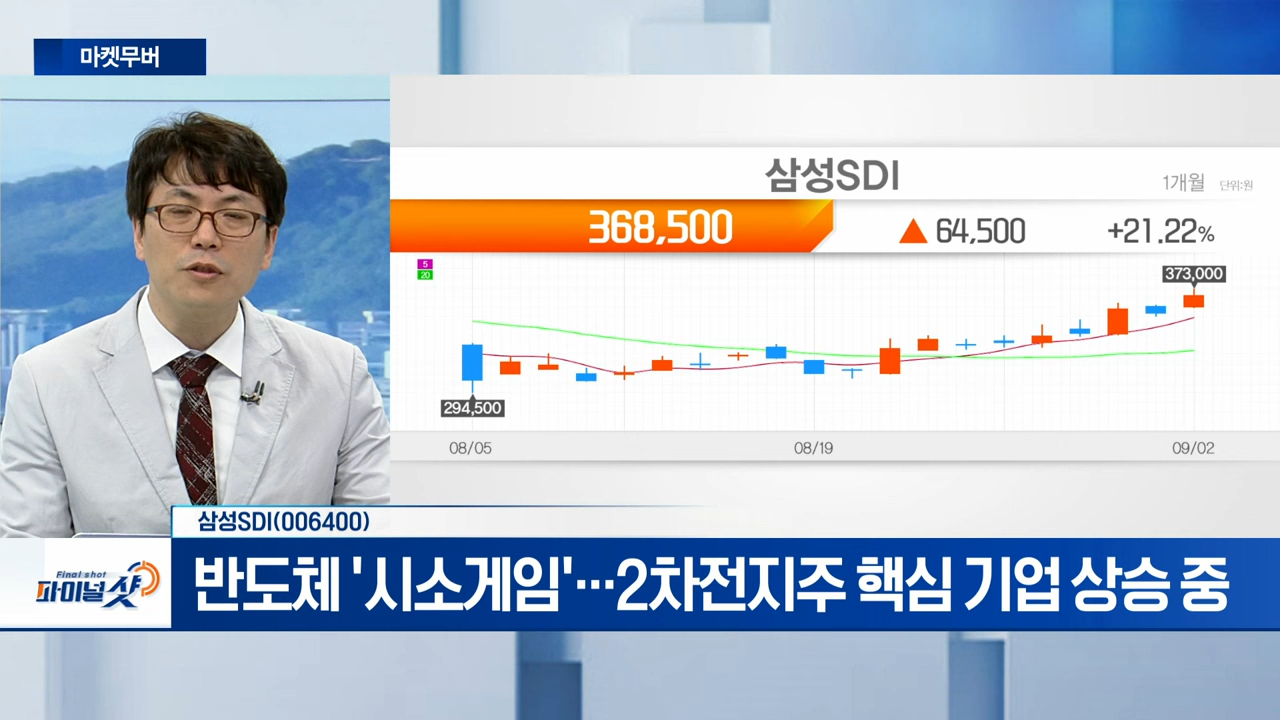 마켓무버
삼성SDI
1개월 단위:원
368,500 ▲ 64,500 +21.22%
5
20
373,000
294,500
08/05 08/19 09/02
삼성SDI(006400)
Final shot
파이널샷
반도체 '시소게임'…2차전지주 핵심 기업 상승 중